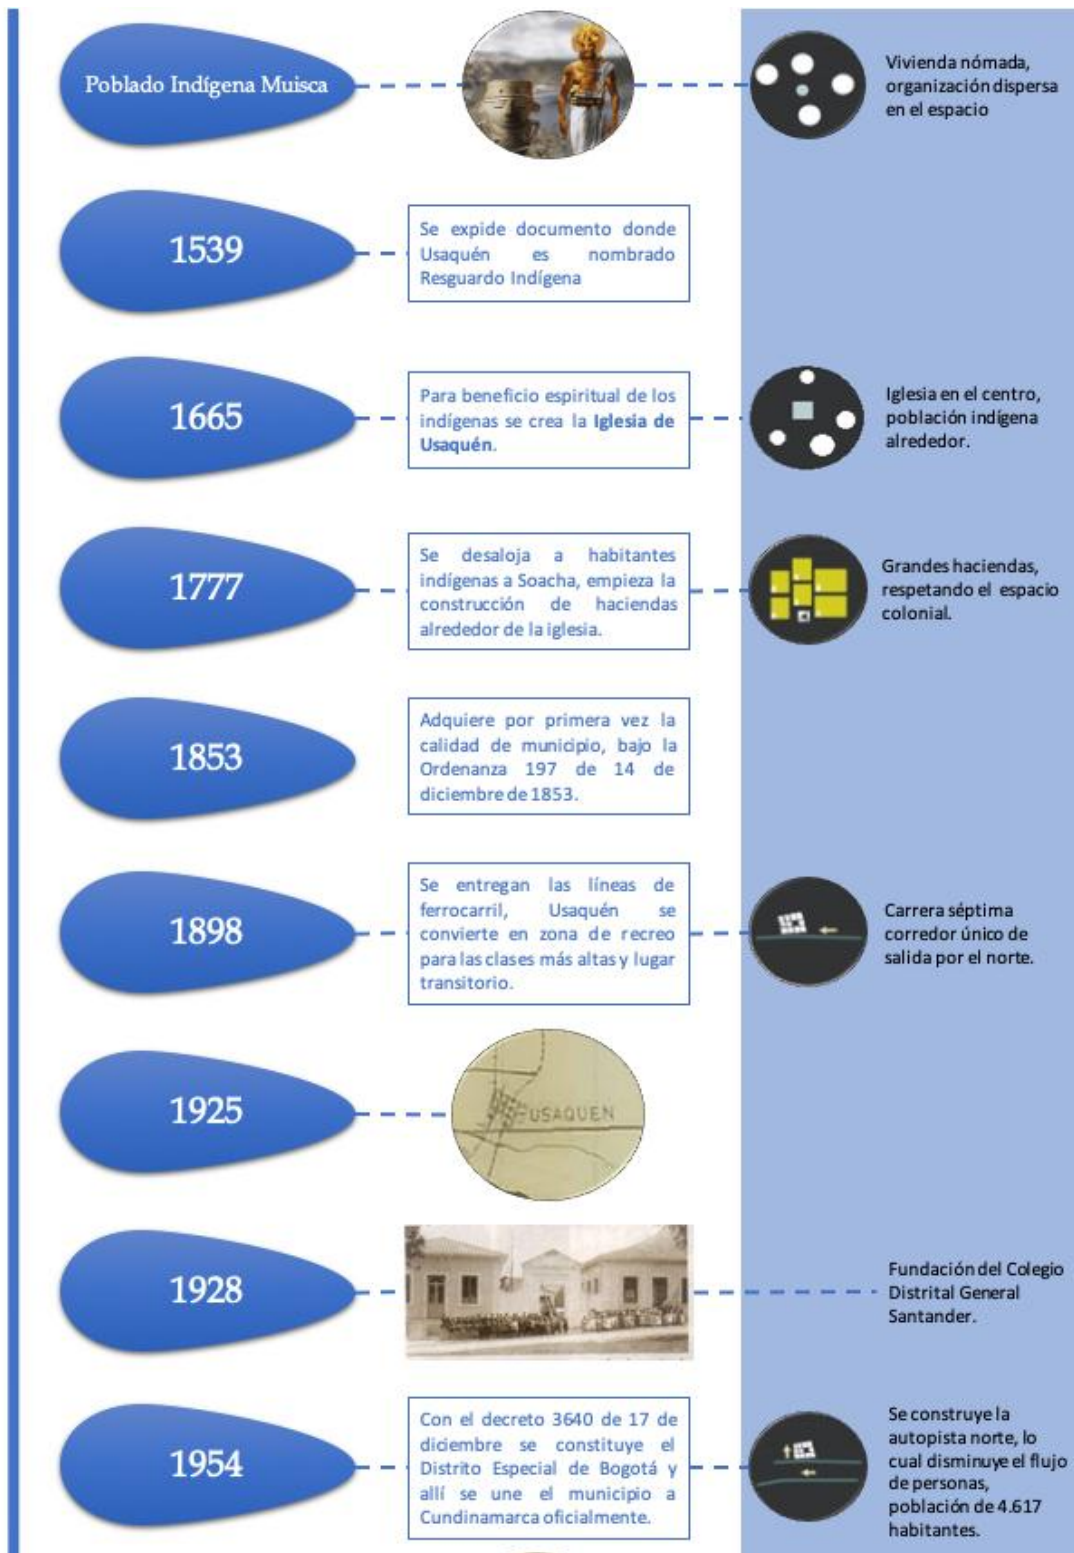 Poblado Indígena Muisca
Vivienda nómada,
organización dispersa
en el espacio
1539
Se expide documento donde
Usaquén es nombrado
Resguardo Indígena
1665
Para beneficio espiritual de los
indígenas se crea la Iglesia de
Usaquén.
Iglesia en el centro,
población indígena
alrededor.
1777
Se desaloja a habitantes
indígenas a Soacha, empieza la
construcción de haciendas
alrededor de la iglesia.
Grandes haciendas,
respetando el espacio
colonial.
1853
Adquiere por primera vez la
calidad de municipio, bajo la
Ordenanza 197 de 14 de
diciembre de 1853.
1898
Se entregan las líneas de
ferrocarril, Usaquén se
convierte en zona de recreo
para las clases más altas y lugar
transitorio.
Carrera séptima
corredor único de
salida por el norte.
1925
USAQUEN
1928
Fundación del Colegio
Distrital General
Santander.
1954
Con el decreto 3640 de 17 de
diciembre se constituye el
Distrito Especial de Bogotá y
allí se une el municipio a
Cundinamarca oficialmente.
Se construye la
autopista norte, lo
cual disminuye el flujo
de personas,
población de 4.617
habitantes.